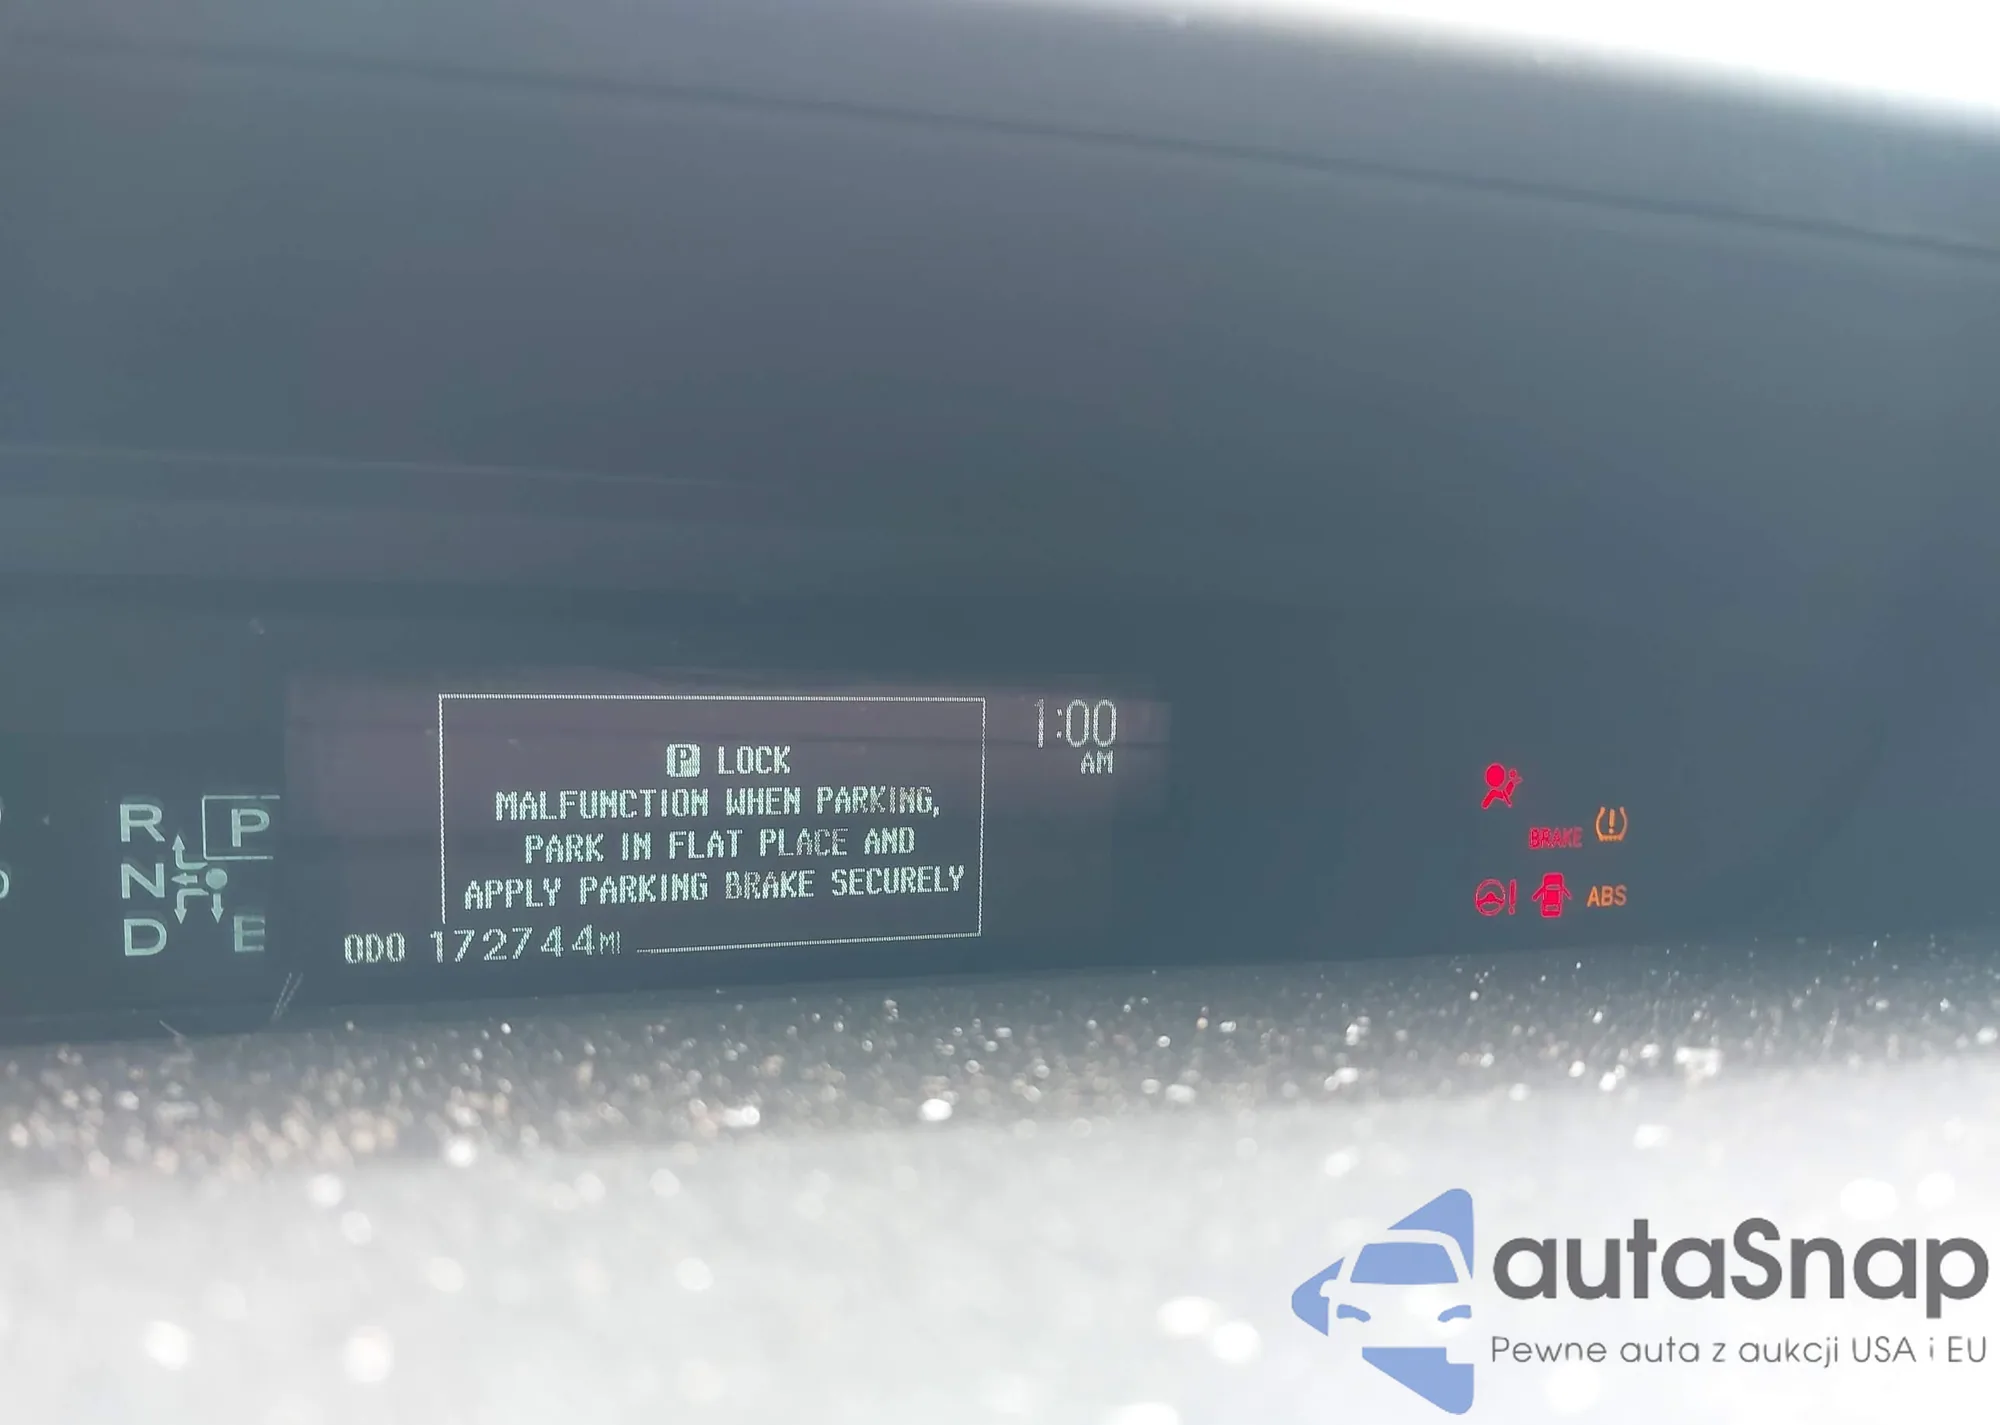 P LOCK
MALFUNCTION WHEN PARKING,
PARK IN FLAT PLACE AND
APPLY PARKING BRAKE SECURELY
1:00
AM
ODO 172744MI
R P
N
D E
BRAKE
ABS
autaSnap
Pewne auta z aukcji USA i EU